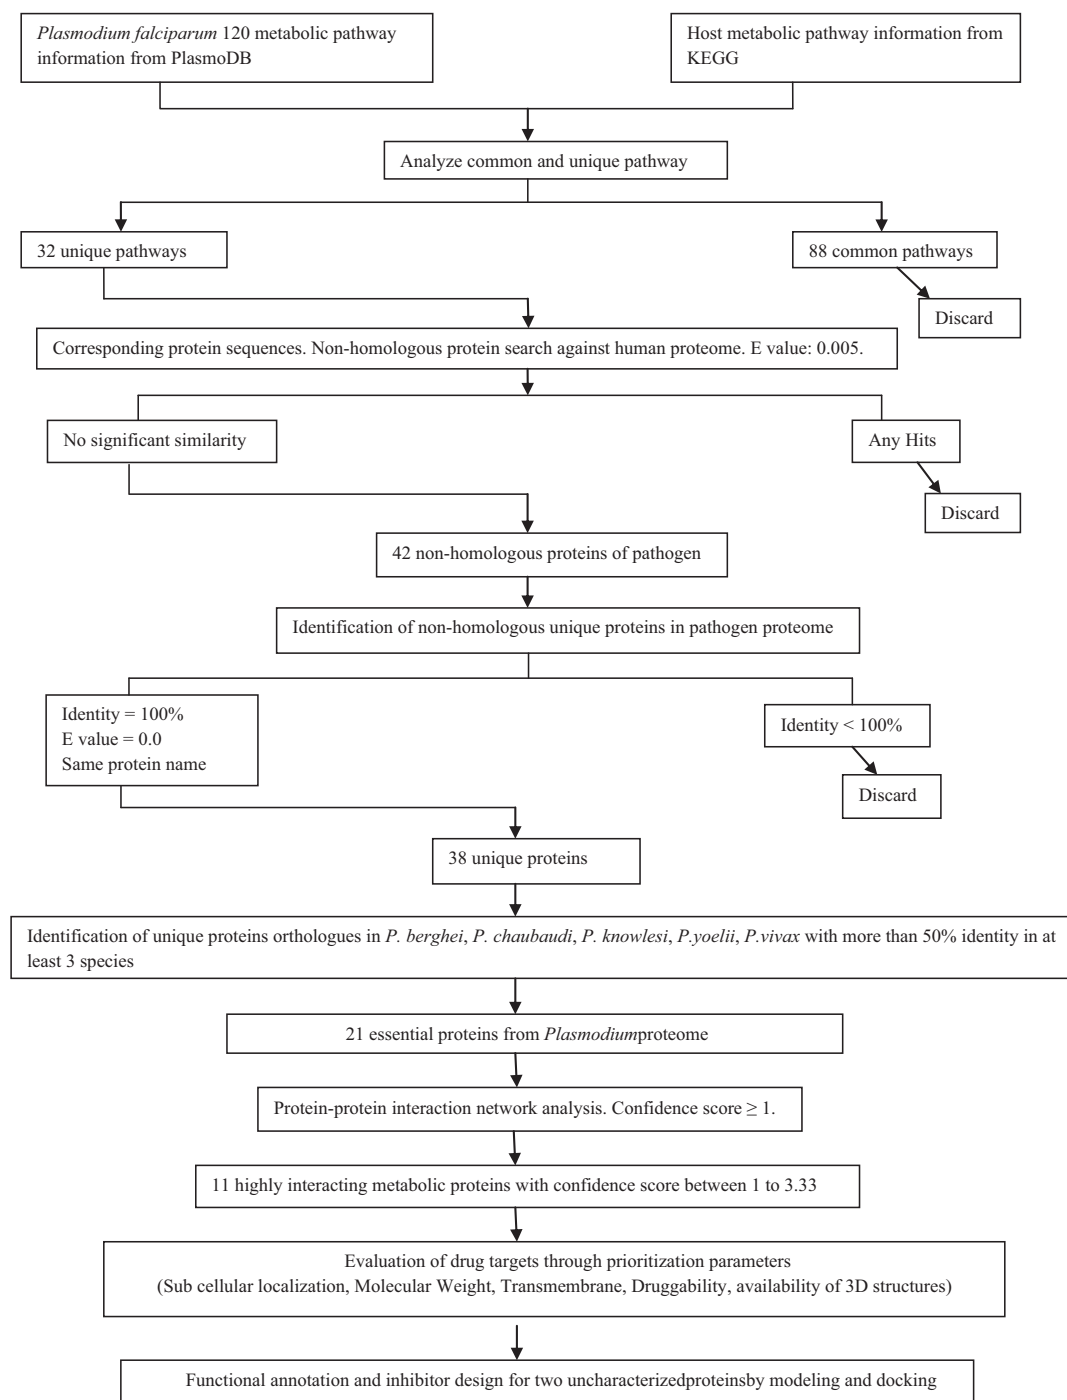 Plasmodium falciparum 120 metabolic pathway
information from PlasmoDB
Host metabolic pathway information from
KEGG
Analyze common and unique pathway
32 unique pathways
88 common pathways
Discard
Corresponding protein sequences. Non-homologous protein search against human proteome. E value: 0.005.
No significant similarity
Any Hits
Discard
42 non-homologous proteins of pathogen
Identification of non-homologous unique proteins in pathogen proteome
Identity = 100%
E value = 0.0
Same protein name
Identity < 100%
Discard
38 unique proteins
Identification of unique proteins orthologues in P. berghei, P. chaubaudi, P. knowlesi, P.yoelii, P.vivax with more than 50% identity in at
least 3 species
21 essential proteins from Plasmodiumproteome
Protein-protein interaction network analysis. Confidence score ≥ 1.
11 highly interacting metabolic proteins with confidence score between 1 to 3.33
Evaluation of drug targets through prioritization parameters
(Sub cellular localization, Molecular Weight, Transmembrane, Druggability, availability of 3D structures)
Functional annotation and inhibitor design for two uncharacterizedproteinsby modeling and docking